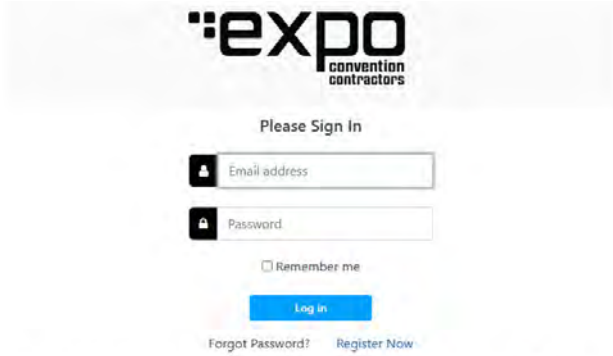 expo
convention
contractors
Please Sign In
Email address
Password
Remember me
Log in
Forgot Password? Register Now